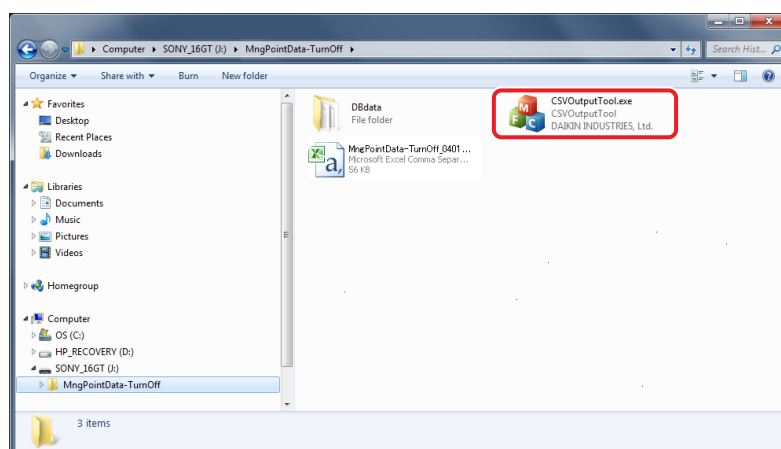 Computer ▸ SONY_16GT (J:) ▸ MngPointData-TurnOff ▸
Search Hist...
Organize ▾ Share with ▾ Burn New folder
Favorites
Desktop
Recent Places
Downloads
Libraries
Documents
Music
Pictures
Videos
Homegroup
Computer
OS (C:)
HP_RECOVERY (D:)
SONY_16GT (J:)
MngPointData-TurnOff
DBdata
File folder
MngPointData-TurnOff_0401 ...
Microsoft Excel Comma Separ...
56 KB
a,
M
F
C
CSVOutputTool.exe
CSVOutputTool
DAIKIN INDUSTRIES, Ltd.
3 items